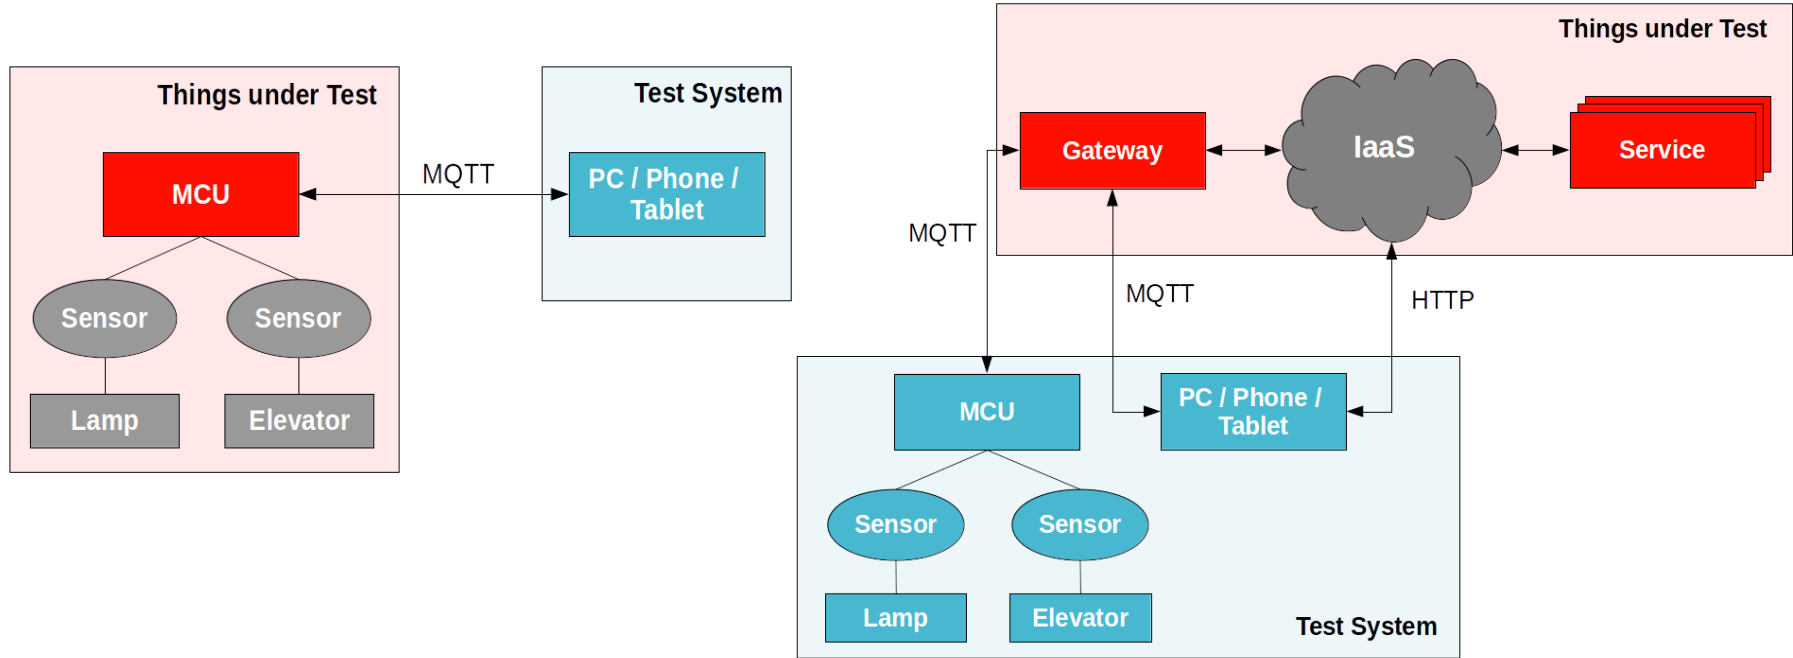 Things under Test
MCU
Sensor
Sensor
Lamp
Elevator
MQTT
Test System
PC / Phone /
Tablet
Things under Test
Gateway
IaaS
Service
MQTT
MQTT
HTTP
MCU
PC / Phone /
Tablet
Sensor
Sensor
Lamp
Elevator
Test System